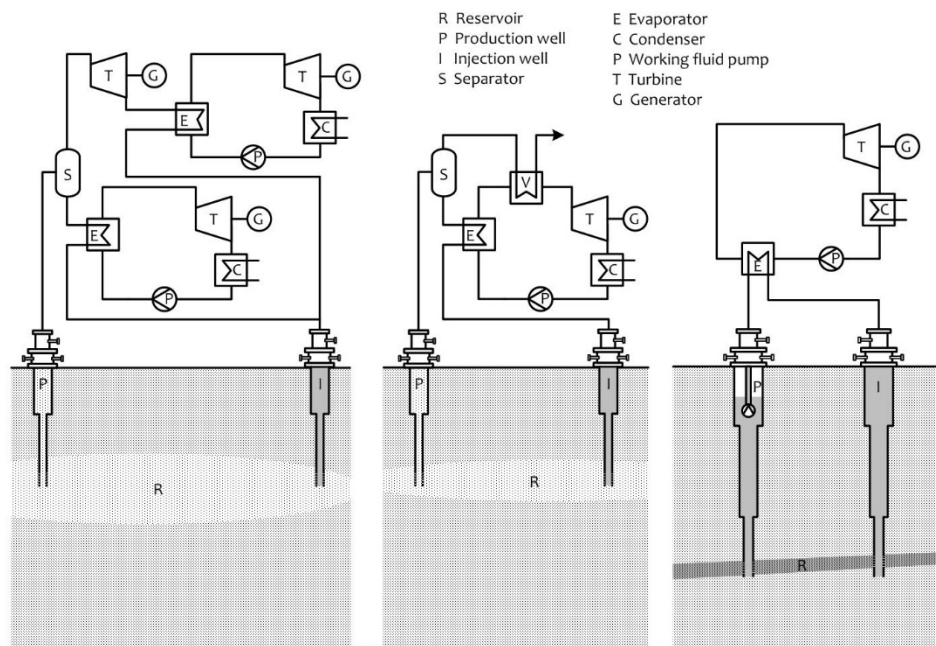 R Reservoir
P Production well
I Injection well
S Separator
E Evaporator
C Condenser
P Working fluid pump
T Turbine
G Generator
T
G
E
T
G
C
P
S
E
T
G
C
P
P
I
R
S
V
E
T
G
C
P
P
I
R
T
G
C
P
E
P
I
R